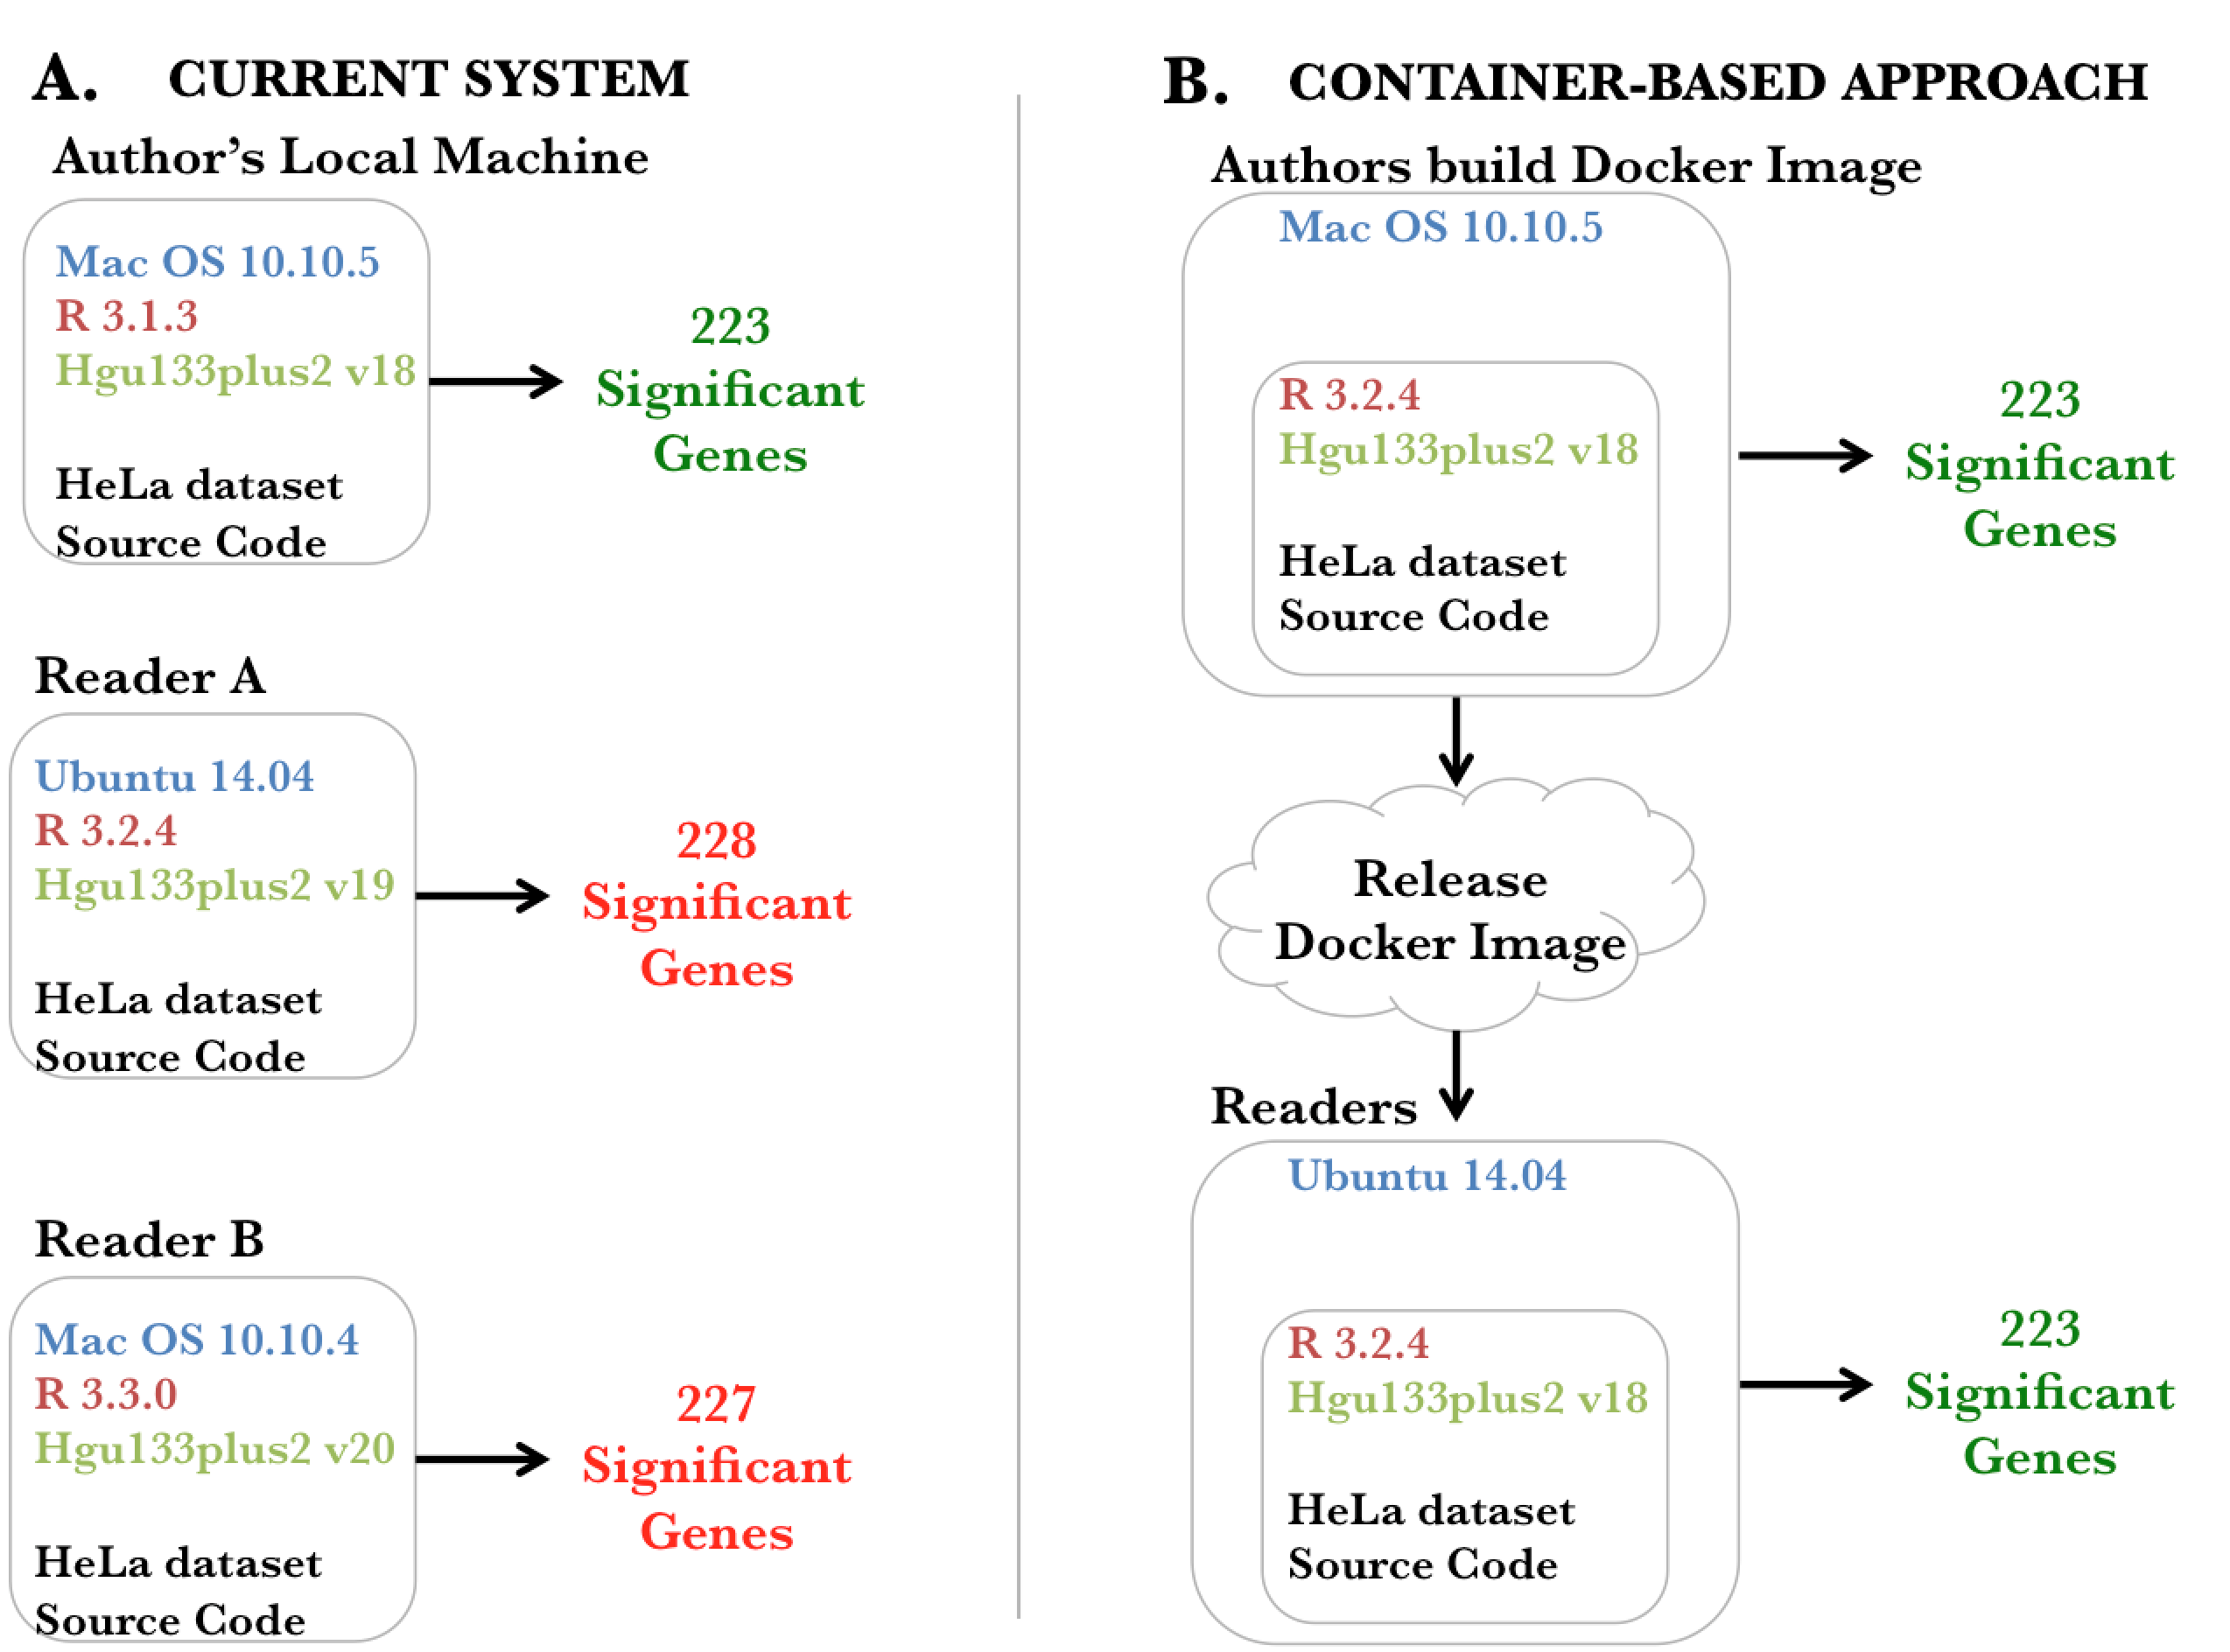 A. CURRENT SYSTEM
Author’s Local Machine
Mac OS 10.10.5
R 3.1.3
Hgu133plus2 v18
HeLa dataset
Source Code
223
Significant
Genes
Reader A
Ubuntu 14.04
R 3.2.4
Hgu133plus2 v19
HeLa dataset
Source Code
228
Significant
Genes
Reader B
Mac OS 10.10.4
R 3.3.0
Hgu133plus2 v20
HeLa dataset
Source Code
227
Significant
Genes
B. CONTAINER-BASED APPROACH
Authors build Docker Image
Mac OS 10.10.5
R 3.2.4
Hgu133plus2 v18
HeLa dataset
Source Code
223
Significant
Genes
Release
Docker Image
Readers
Ubuntu 14.04
R 3.2.4
Hgu133plus2 v18
HeLa dataset
Source Code
223
Significant
Genes